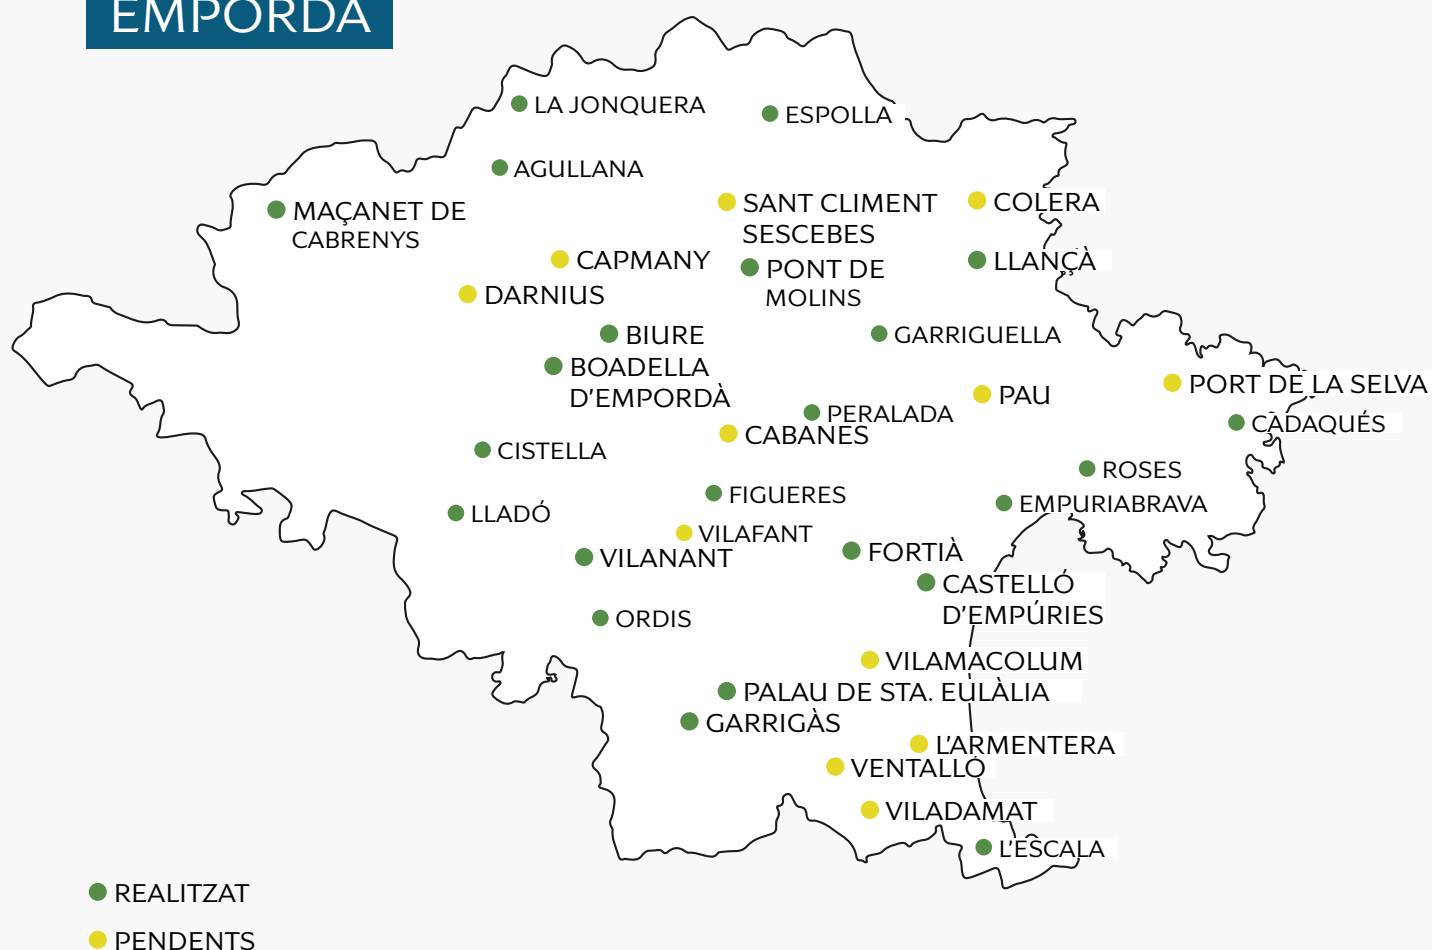 EMPORDÀ
LA JONQUERA
ESPOLLA
AGULLANA
MAÇANET DE
CABRENYS
SANT CLIMENT
SESCEBES
COLERA
CAPMANY
PONT DE
MOLINS
LLANÇÀ
DARNIUS
BIURE
GARRIGUELLA
BOADELLA
D'EMPORDÀ
PAU
PORT DE LA SELVA
PERALADA
CADAQUÉS
CABANES
CISTELLA
ROSES
FIGUERES
EMPURIABRAVA
LLADÓ
VILAFANT
VILANANT
FORTIÀ
CASTELLÓ
D'EMPÚRIES
ORDIS
VILAMACOLUM
PALAU DE STA. EULÀLIA
GARRIGÀS
L'ARMENTERA
VENTALLÓ
VILADAMAT
L'ESCALA
REALITZAT
PENDENTS